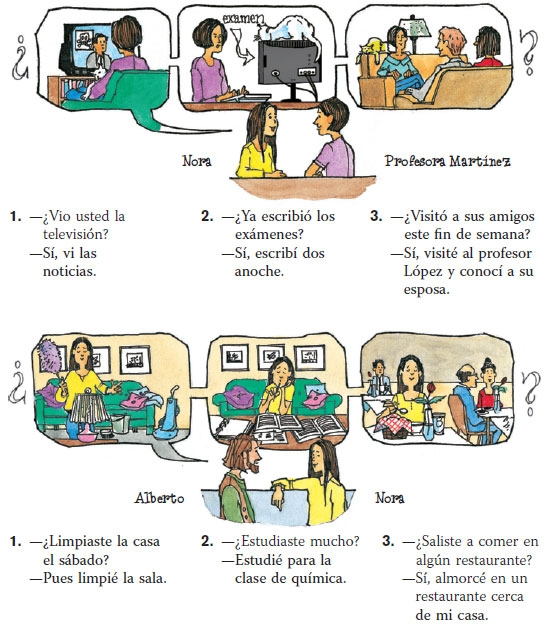 ¿
examen
?
Nora
Profesora Martínez
1. —¿Vio usted la
televisión?
—Sí, vi las
noticias.
2. —¿Ya escribió los
exámenes?
—Sí, escribí dos
anoche.
3. —¿Visitó a sus amigos
este fin de semana?
—Sí, visité al profesor
López y conocí a su
esposa.
¿
?
Alberto
Nora
1. —¿Limpiaste la casa
el sábado?
—Pues limpié la sala.
2. —¿Estudiaste mucho?
—Estudié para la
clase de química.
3. —¿Saliste a comer en
algún restaurante?
—Sí, almorcé en un
restaurante cerca
de mi casa.